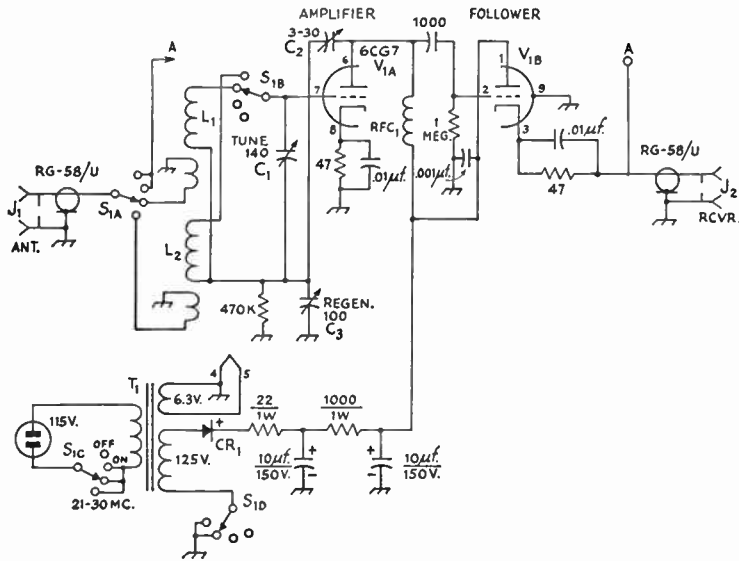 AMPLIFIER
FOLLOWER
3-30
C2
6CG7
V1A
6
7
8
1000
V1B
1
2
9
3
A
A
S1B
L1
TUNE
140
C1
RFC1
1
MEG.
47
.01µf.
.001µf.
.01µf.
47
RG-58/U
J1
ANT.
S1A
RG-58/U
J2
RCVR.
L2
470K
REGEN.
100
C3
T1
4
5
6.3V.
115V.
OFF
ON
S1C
21-30 MC.
125V.
+
CR1
22
1W
1000
1W
+
10µf.
150V.
-
+
10µf.
150V.
-
S1D